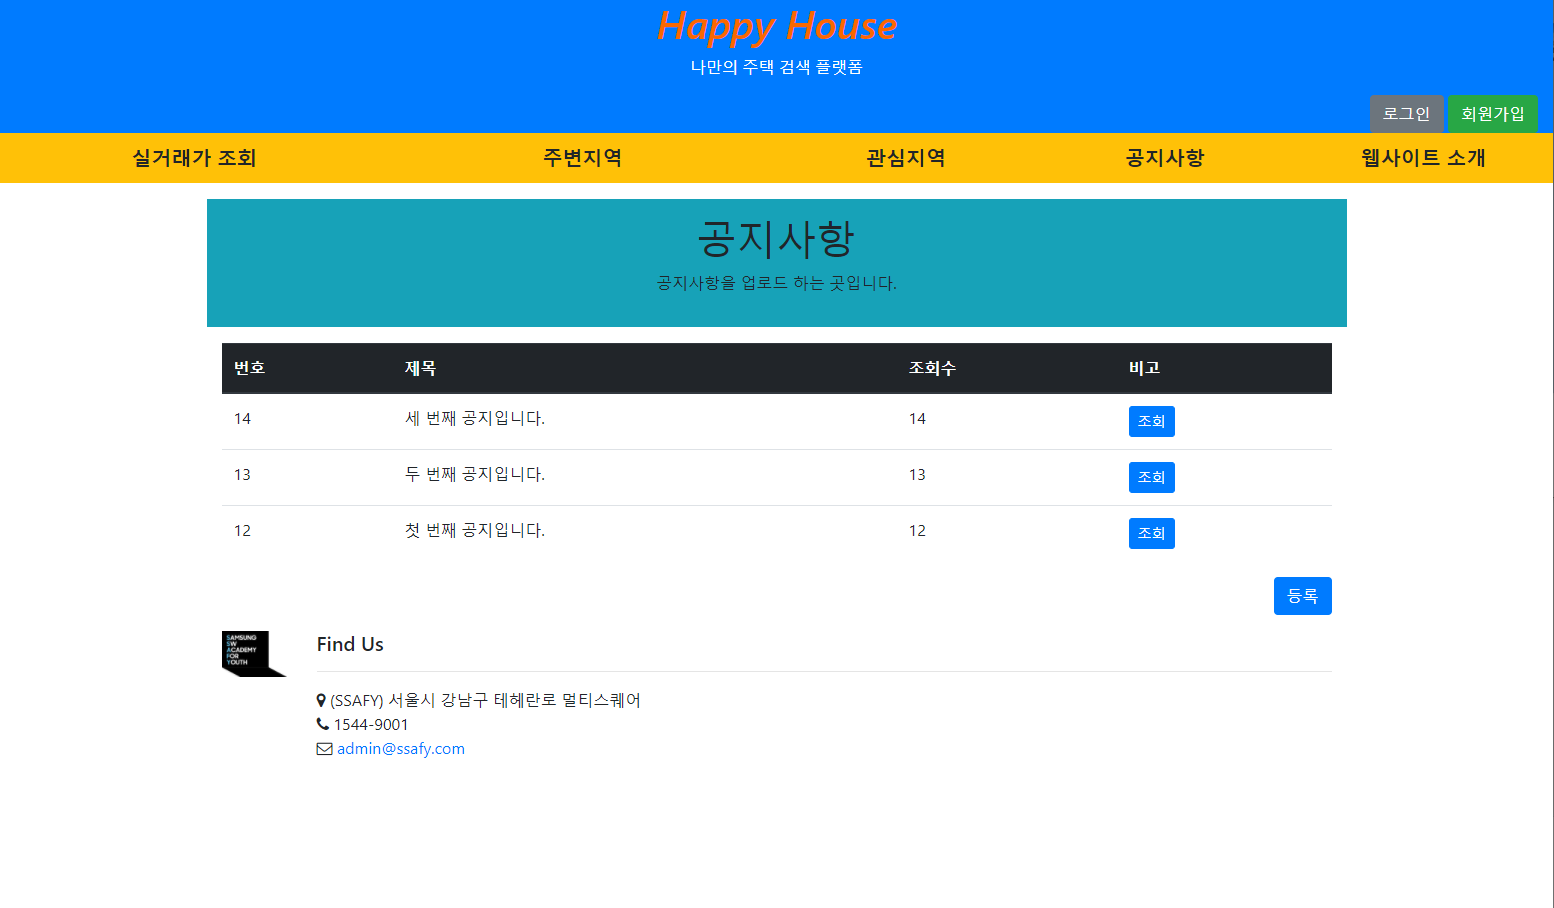 Happy House
나만의 주택 검색 플랫폼
로그인 회원가입
실거래가 조회 주변지역 관심지역 공지사항 웹사이트 소개
공지사항
공지사항을 업로드 하는 곳입니다.
번호 제목 조회수 비고
14 세 번째 공지입니다. 14 조회
13 두 번째 공지입니다. 13 조회
12 첫 번째 공지입니다. 12 조회
등록
SAMSUNG
SW
ACADEMY
FOR
YOUTH
Find Us
(SSAFY) 서울시 강남구 테헤란로 멀티스퀘어
1544-9001
admin@ssafy.com